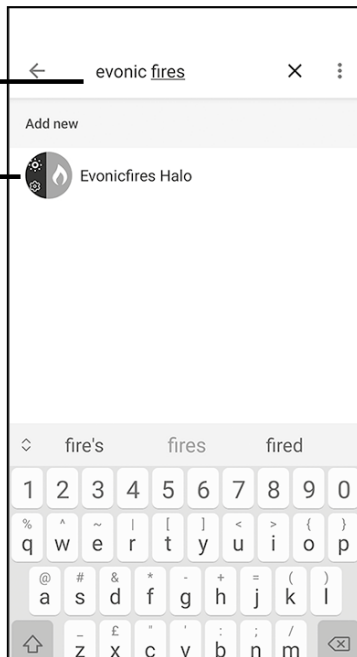 evonic fires
Add new
Evonicfires Halo
fire's fires fired
1 2 3 4 5 6 7 8 9 0
% ^ ~ | [ ] < > { }
q w e r t y u i o p
@ # & * - + = ( )
a s d f g h j k l
_ £ " ' : ; /
z x c v b n m